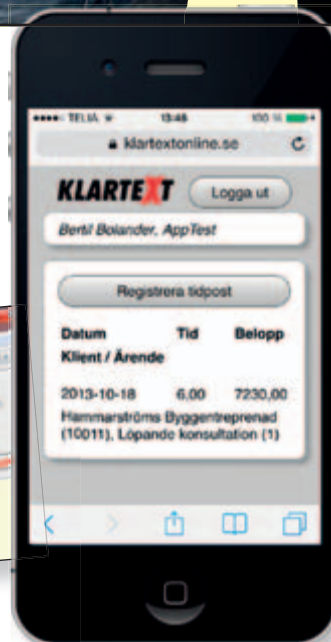 TELIA 13:48 100 %
klartextonline.se
KLARTEXT Logga ut
Bertil Bolander, AppTest
Registrera tidpost
Datum Tid Belopp
Klient / Ärende
2013-10-18 6,00 7230,00
Hammarströms Byggentreprenad
(10011), Löpande konsultation (1)